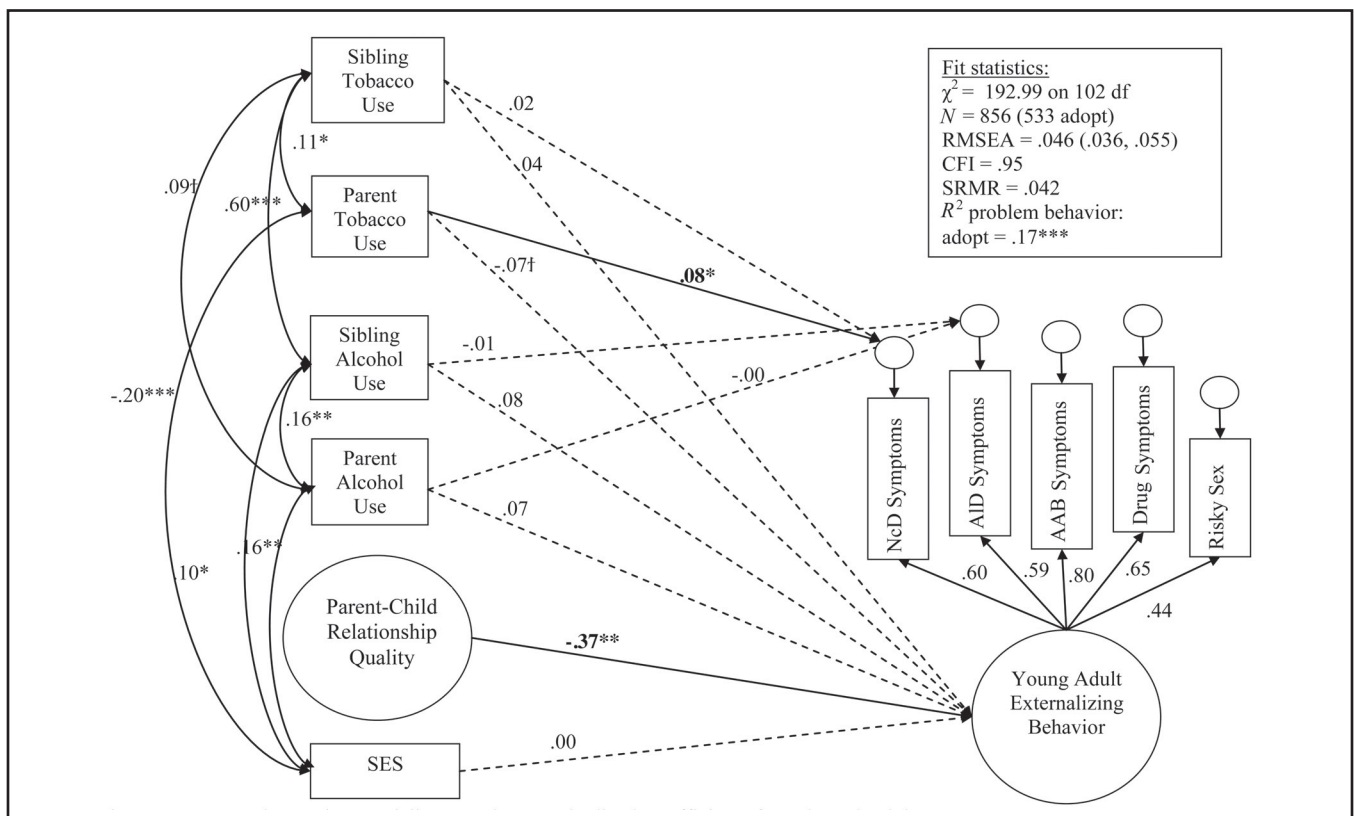 Sibling
Tobacco
Use
Fit statistics:
χ² = 192.99 on 102 df
N = 856 (533 adopt)
RMSEA = .046 (.036, .055)
CFI = .95
SRMR = .042
R² problem behavior:
adopt = .17***
.02
.04
.11*
.09†
.60***
Parent
Tobacco
Use
-.07†
.08*
Sibling
Alcohol
Use
-.01
-.00
-.20***
.16**
.08
Parent
Alcohol
Use
.07
.16**
.10*
NcD Symptoms
AlD Symptoms
AAB Symptoms
Drug Symptoms
Risky Sex
.60
.59
.80
.65
.44
Parent-Child
Relationship
Quality
-.37**
Young Adult
Externalizing
Behavior
SES
.00